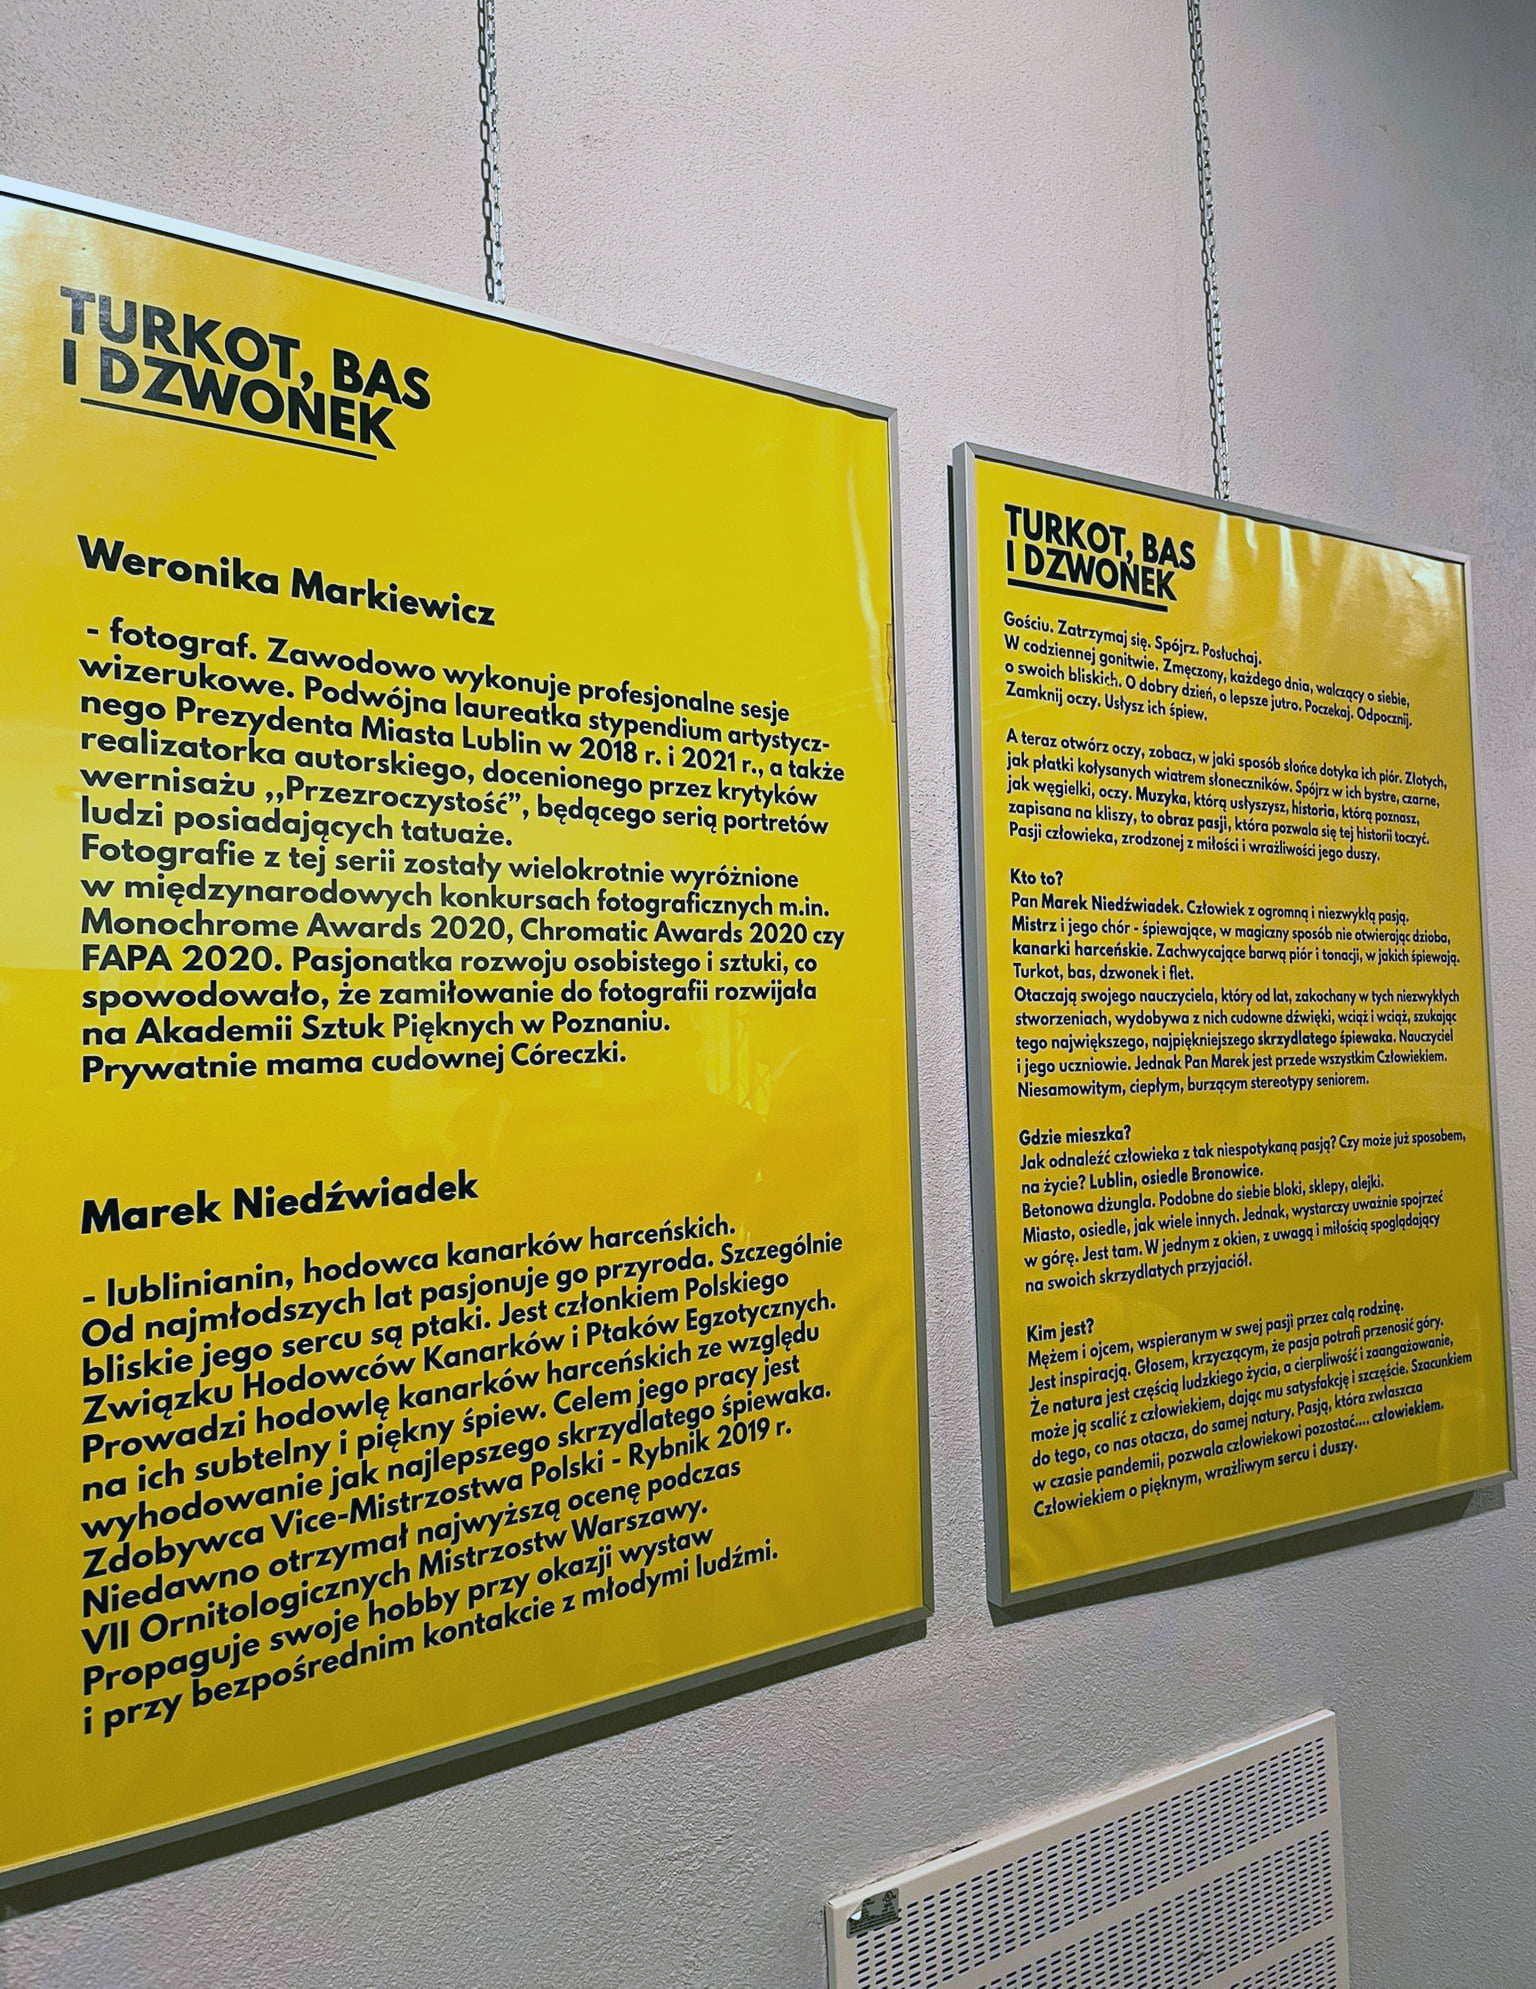 TURKOT, BAS
I DZWONEK
Weronika Markiewicz
- fotograf. Zawodowo wykonuje profesjonalne sesje
wizerukowe. Podwójna laureatka stypendium artystycz-
nego Prezydenta Miasta Lublin w 2018 r. i 2021 r., a także
realizatorka autorskiego, docenionego przez krytyków
wernisażu ,,Przezroczystość”, będącego serią portretów
ludzi posiadających tatuaże.
Fotografie z tej serii zostały wielokrotnie wyróżnione
w międzynarodowych konkursach fotograficznych m.in.
Monochrome Awards 2020, Chromatic Awards 2020 czy
FAPA 2020. Pasjonatka rozwoju osobistego i sztuki, co
spowodowało, że zamiłowanie do fotografii rozwijała
na Akademii Sztuk Pięknych w Poznaniu.
Prywatnie mama cudownej Córeczki.
Marek Niedźwiadek
- lublinianin, hodowca kanarków harceńskich.
Od najmłodszych lat pasjonuje go przyroda. Szczególnie
bliskie jego sercu są ptaki. Jest członkiem Polskiego
Związku Hodowców Kanarków i Ptaków Egzotycznych.
Prowadzi hodowlę kanarków harceńskich ze względu
na ich subtelny i piękny śpiew. Celem jego pracy jest
wyhodowanie jak najlepszego skrzydlatego śpiewaka.
Zdobywca Vice-Mistrzostwa Polski - Rybnik 2019 r.
Niedawno otrzymał najwyższą ocenę podczas
VII Ornitologicznych Mistrzostw Warszawy.
Propaguje swoje hobby przy okazji wystaw
i przy bezpośrednim kontakcie z młodymi ludźmi.
TURKOT, BAS
I DZWONEK
Gościu. Zatrzymaj się. Spójrz. Posłuchaj.
W codziennej gonitwie. Zmęczony, każdego dnia, walczący o siebie,
o swoich bliskich. O dobry dzień, o lepsze jutro. Poczekaj. Odpocznij.
Zamknij oczy. Usłysz ich śpiew.
A teraz otwórz oczy, zobacz, w jaki sposób słońce dotyka ich piór. Złotych,
jak płatki kołysanych wiatrem słoneczników. Spójrz w ich bystre, czarne,
jak węgielki, oczy. Muzyka, którą usłyszysz, historia, którą poznasz,
zapisana na kliszy, to obraz pasji, która pozwala się tej historii toczyć.
Pasji człowieka, zrodzonej z miłości i wrażliwości jego duszy.
Kto to?
Pan Marek Niedźwiadek. Człowiek z ogromną i niezwykłą pasją.
Mistrz i jego chór - śpiewające, w magiczny sposób nie otwierając dzioba,
kanarki harceńskie. Zachwycające barwą piór i tonacji, w jakich śpiewają.
Turkot, bas, dzwonek i flet.
Otaczają swojego nauczyciela, który od lat, zakochany w tych niezwykłych
stworzeniach, wydobywa z nich cudowne dźwięki, wciąż i wciąż, szukając
tego największego, najpiękniejszego skrzydlatego śpiewaka. Nauczyciel
i jego uczniowie. Jednak Pan Marek jest przede wszystkim Człowiekiem.
Niesamowitym, ciepłym, burzącym stereotypy seniorem.
Gdzie mieszka?
Jak odnaleźć człowieka z tak niespotykaną pasją? Czy może już sposobem,
na życie? Lublin, osiedle Bronowice.
Betonowa dżungla. Podobne do siebie bloki, sklepy, alejki.
Miasto, osiedle, jak wiele innych. Jednak, wystarczy uważnie spojrzeć
w górę. Jest tam. W jednym z okien, z uwagą i miłością spoglądający
na swoich skrzydlatych przyjaciół.
Kim jest?
Mężem i ojcem, wspieranym w swej pasji przez całą rodzinę.
Jest inspiracją. Głosem, krzyczącym, że pasja potrafi przenosić góry.
Że natura jest częścią ludzkiego życia, a cierpliwość i zaangażowanie,
może ją scalić z człowiekiem, dając mu satysfakcję i szczęście. Szacunkiem
do tego, co nas otacza, do samej natury. Pasją, która zwłaszcza
w czasie pandemii, pozwala człowiekowi pozostać.... człowiekiem.
Człowiekiem o pięknym, wrażliwym sercu i duszy.